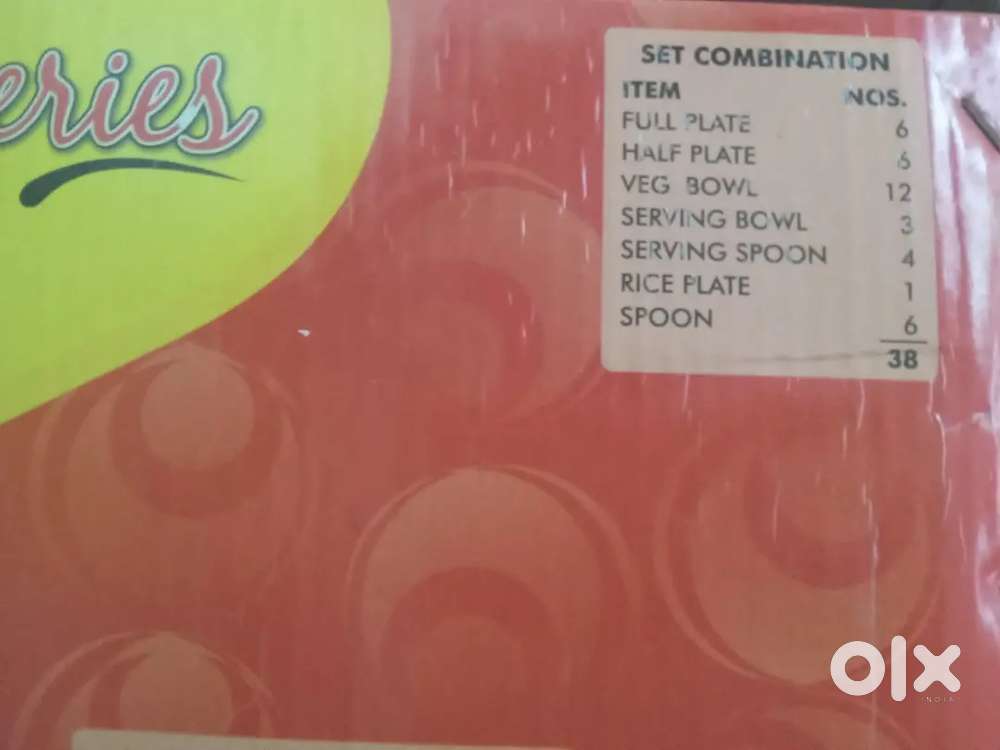 eries
SET COMBINATION
ITEM NOS.
FULL PLATE 6
HALF PLATE 6
VEG BOWL 12
SERVING BOWL 3
SERVING SPOON 4
RICE PLATE 1
SPOON 6
38
olx
INDIA